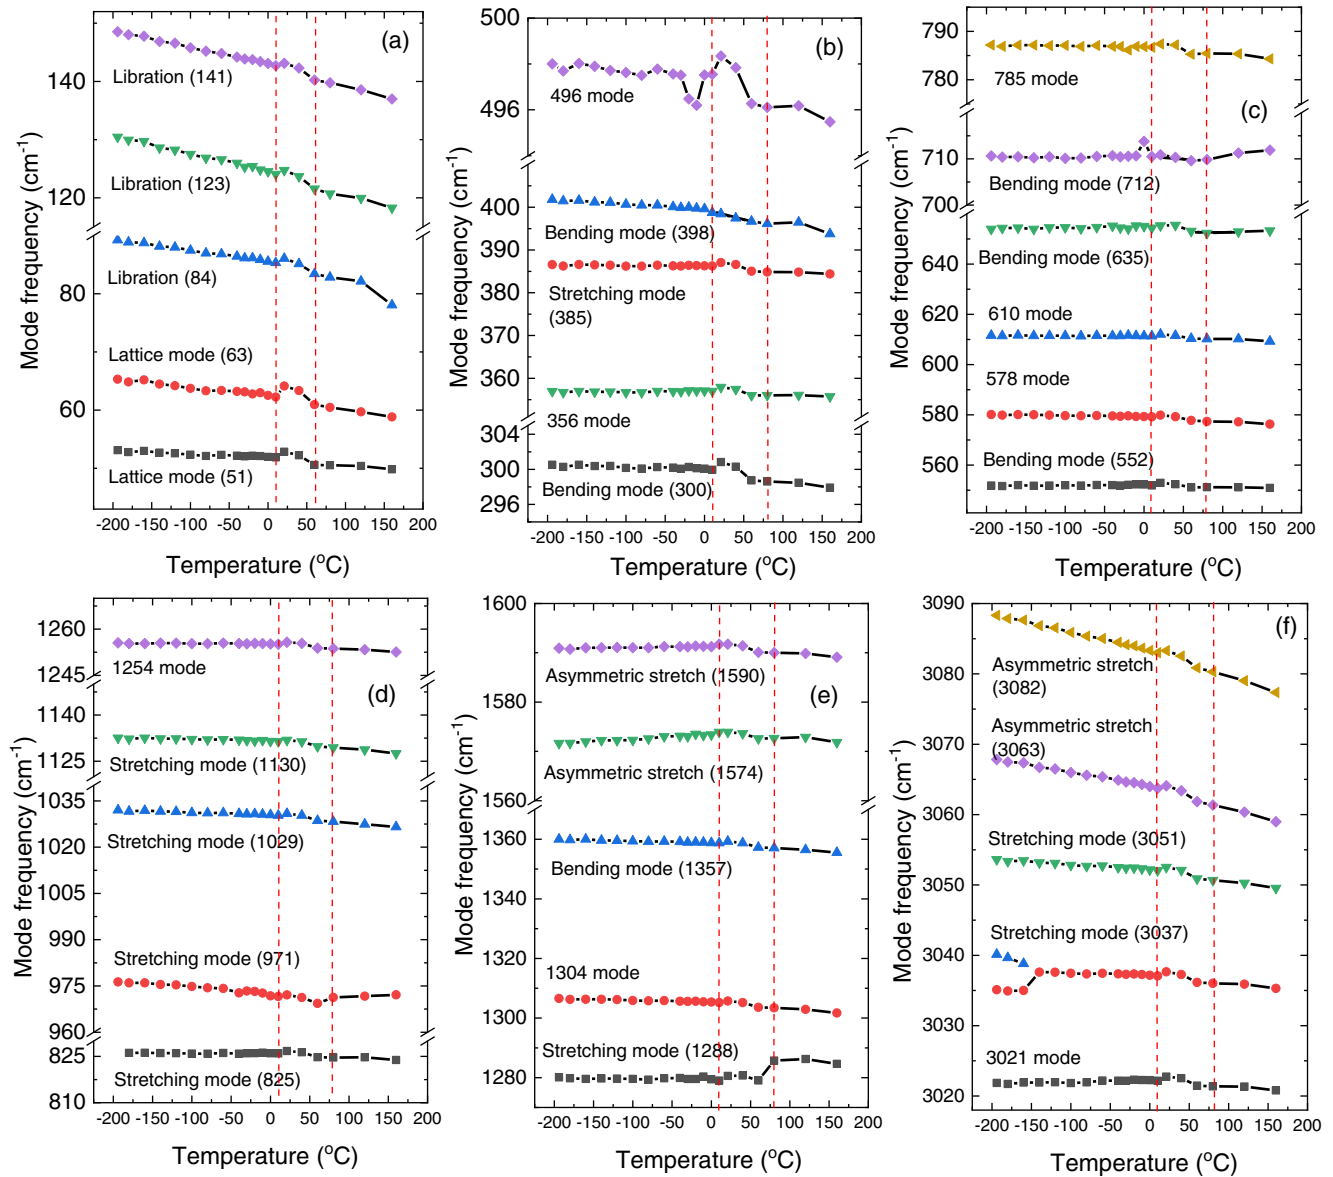 (a)
140
120
80
60
Mode frequency (cm-1)
Libration (141)
Libration (123)
Libration (84)
Lattice mode (63)
Lattice mode (51)
-200 -150 -100 -50 0 50 100 150 200
Temperature (oC)
(b)
500
496
400
385
370
360
304
300
296
Mode frequency (cm-1)
496 mode
Bending mode (398)
Stretching mode
(385)
356 mode
Bending mode (300)
-200 -150 -100 -50 0 50 100 150 200
Temperature (oC)
(c)
790
780
710
700
640
610
580
550
Mode frequency (cm-1)
785 mode
Bending mode (712)
Bending mode (635)
610 mode
578 mode
Bending mode (552)
-200 -150 -100 -50 0 50 100 150 200
Temperature (oC)
(d)
1260
1245
1140
1125
1035
1020
1005
990
975
960
825
810
Mode frequency (cm-1)
1254 mode
Stretching mode (1130)
Stretching mode (1029)
Stretching mode (971)
Stretching mode (825)
-200 -150 -100 -50 0 50 100 150 200
Temperature (oC)
(e)
1600
1580
1560
1360
1340
1320
1300
1280
Mode frequency (cm-1)
Asymmetric stretch (1590)
Asymmetric stretch (1574)
Bending mode (1357)
1304 mode
Stretching mode (1288)
-200 -150 -100 -50 0 50 100 150 200
Temperature (oC)
(f)
3090
3080
3070
3060
3050
3040
3030
3020
Mode frequency (cm-1)
Asymmetric stretch
(3082)
Asymmetric stretch
(3063)
Stretching mode (3051)
Stretching mode (3037)
3021 mode
-200 -150 -100 -50 0 50 100 150 200
Temperature (oC)